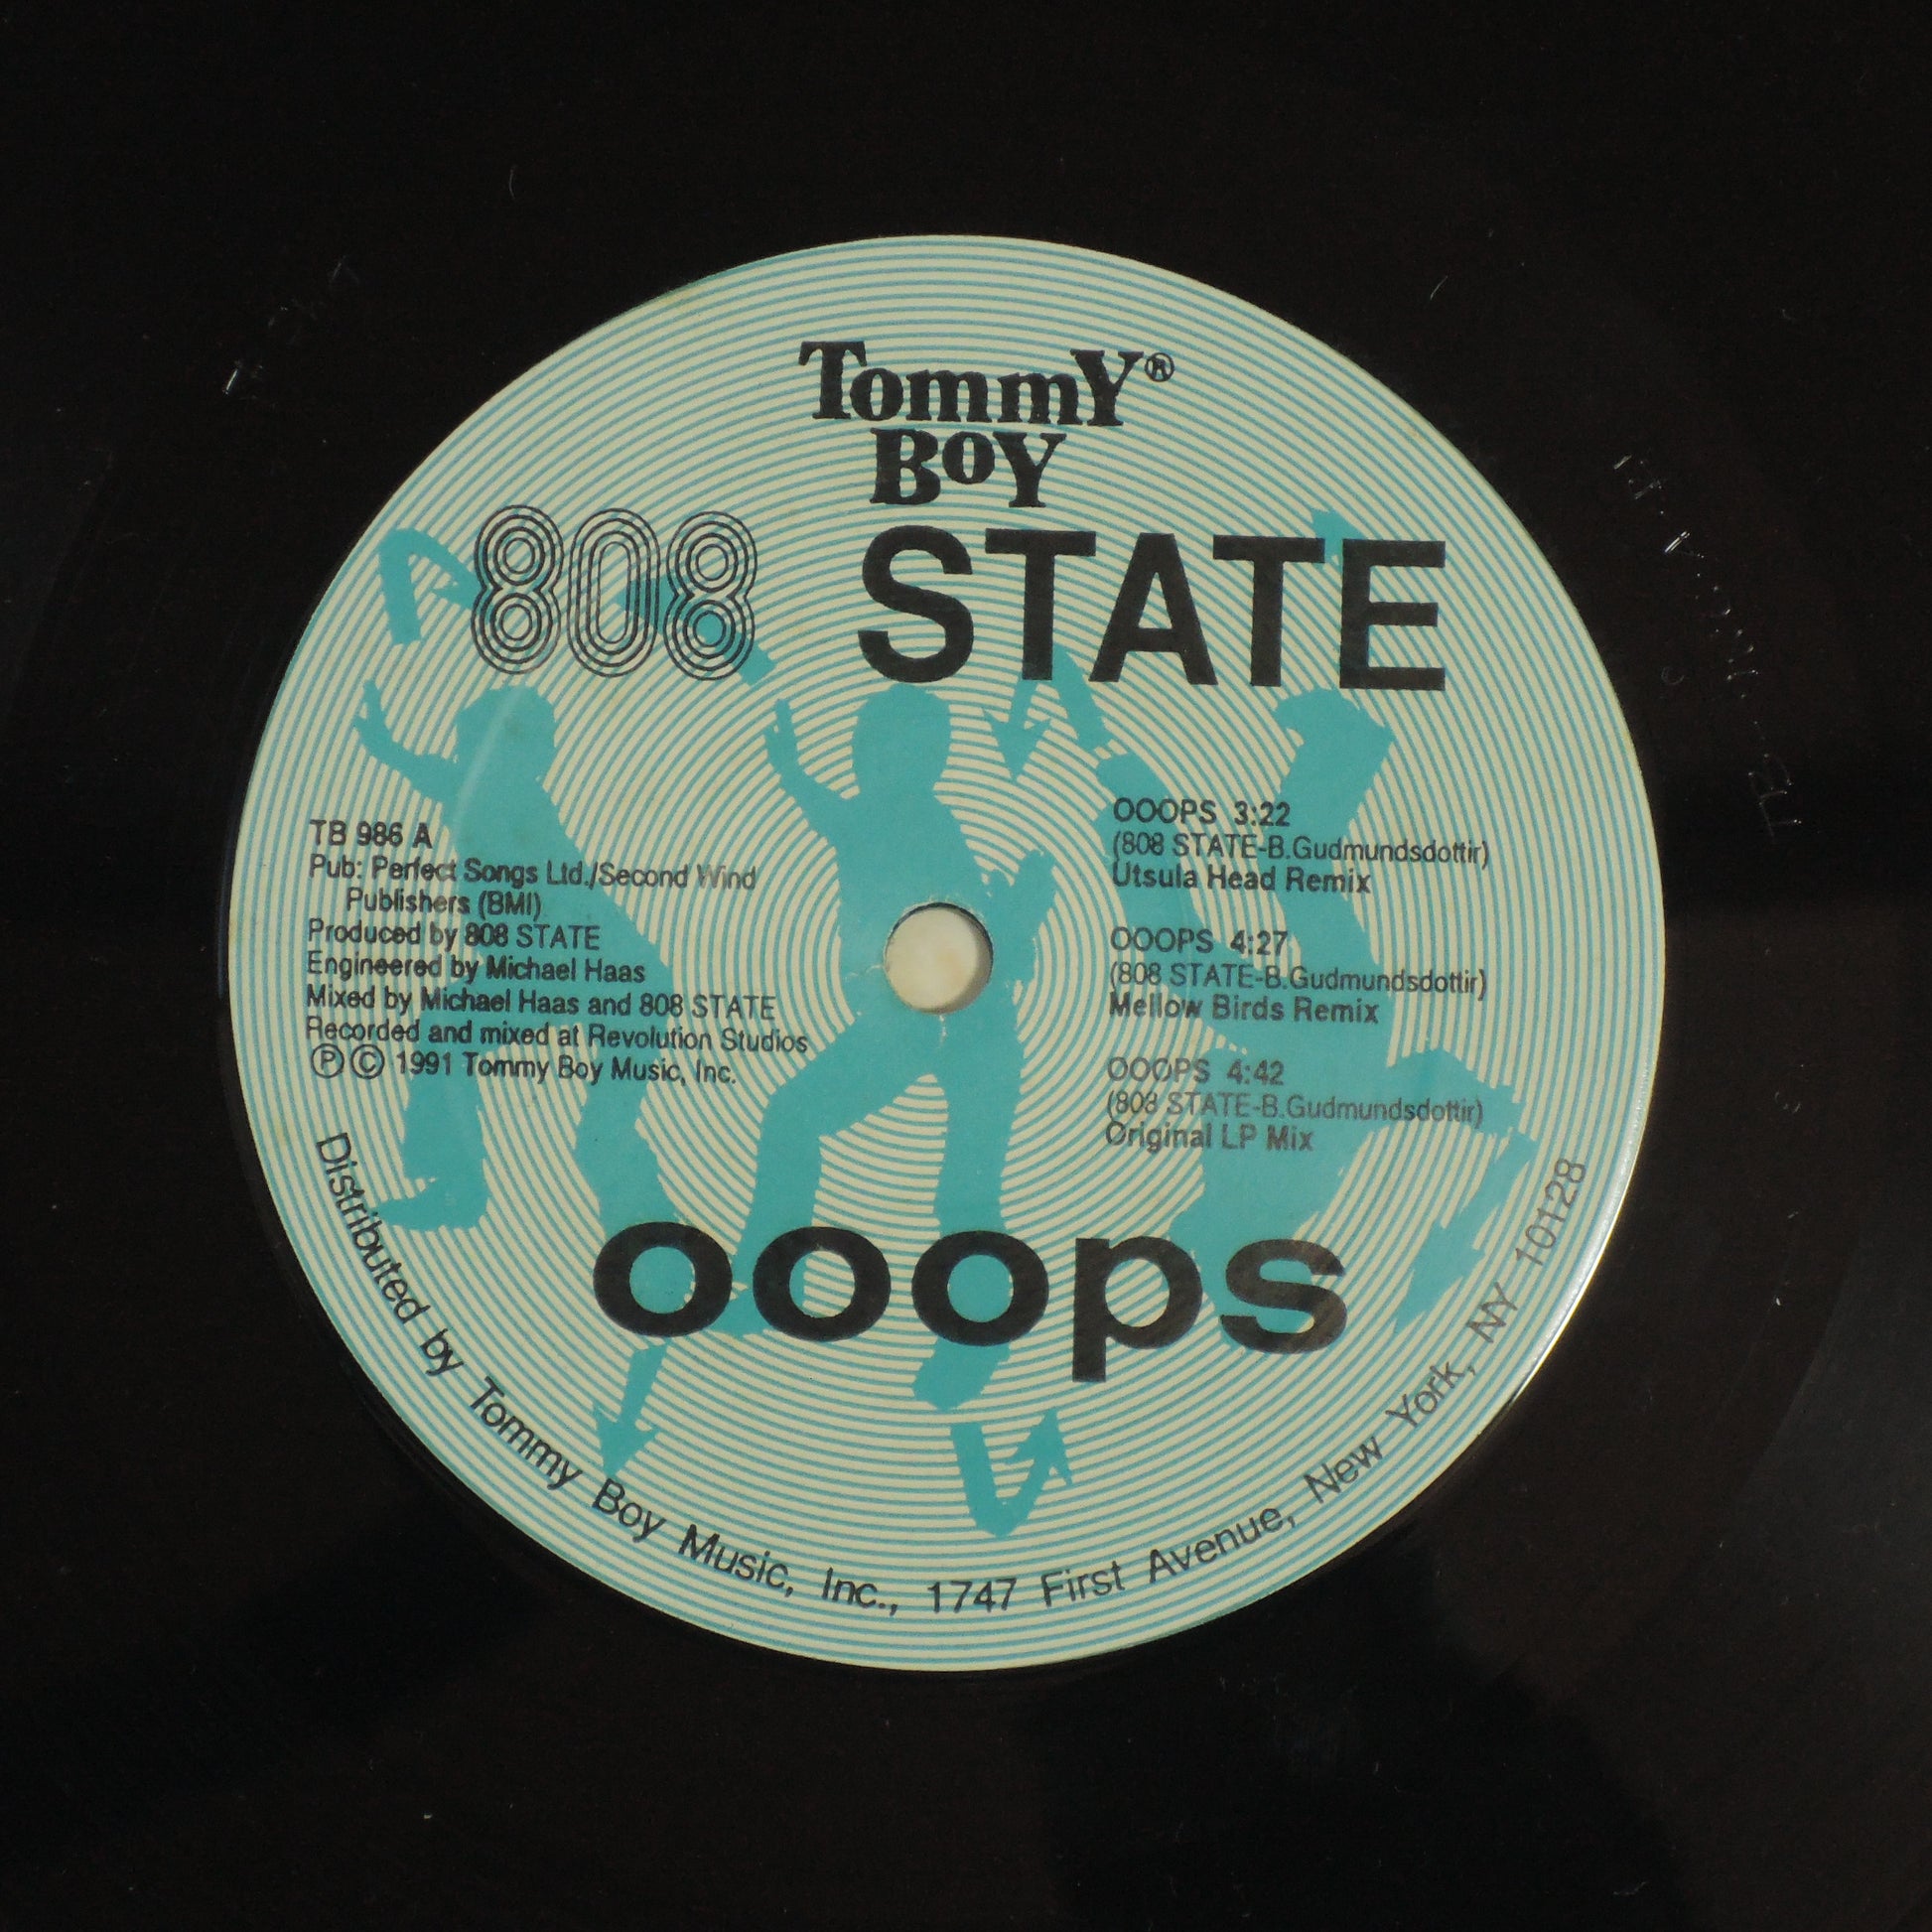 Tommy®
Boy
808 STATE
TB 986 A
Pub: Perfect Songs Ltd./Second Wind
Publishers (BMI)
Produced by 808 STATE
Engineered by Michael Haas
Mixed by Michael Haas and 808 STATE
Recorded and mixed at Revolution Studios
Ⓟ © 1991 Tommy Boy Music, Inc.
OOOPS 3:22
(808 STATE-B.Gudmundsdottir)
Utsula Head Remix
OOOPS 4:27
(808 STATE-B.Gudmundsdottir)
Mellow Birds Remix
OOOPS 4:42
(808 STATE-B.Gudmundsdottir)
Original LP Mix
ooops
Distributed by Tommy Boy Music, Inc., 1747 First Avenue, New York, NY 10128